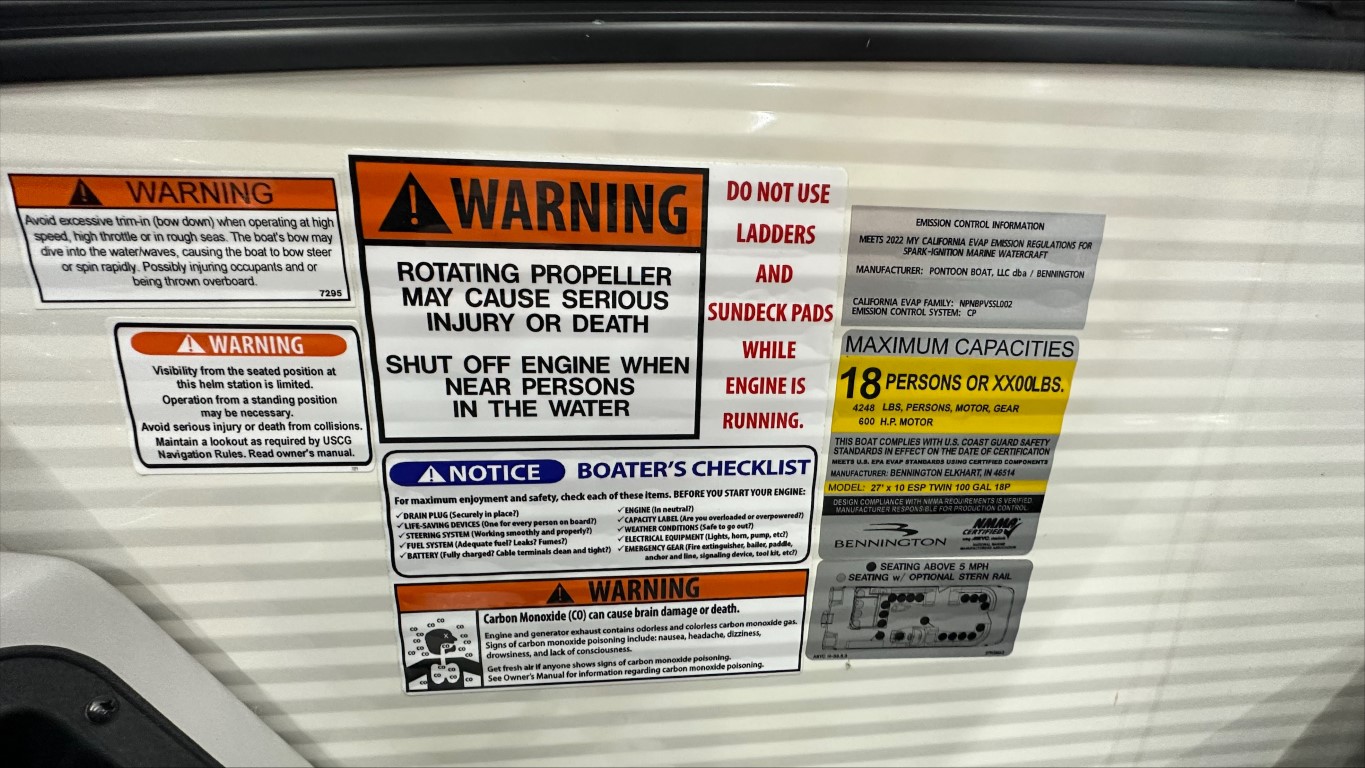 WARNING
Avoid excessive trim-in (bow down) when operating at high
speed, high throttle or in rough seas. The boat's bow may
dive into the water/waves, causing the boat to bow steer
or spin rapidly. Possibly injuring occupants and or
being thrown overboard.
7295
WARNING
Visibility from the seated position at
this helm station is limited.
Operation from a standing position
may be necessary.
Avoid serious injury or death from collisions.
Maintain a lookout as required by USCG
Navigation Rules. Read owner's manual.
WARNING
ROTATING PROPELLER
MAY CAUSE SERIOUS
INJURY OR DEATH
SHUT OFF ENGINE WHEN
NEAR PERSONS
IN THE WATER
DO NOT USE
LADDERS
AND
SUNDECK PADS
WHILE
ENGINE IS
RUNNING.
NOTICE BOATER'S CHECKLIST
For maximum enjoyment and safety, check each of these items. BEFORE YOU START YOUR ENGINE:
✓DRAIN PLUG (Securely in place?)
✓LIFE-SAVING DEVICES (One for every person on board?)
✓STEERING SYSTEM (Working smoothly and properly?)
✓FUEL SYSTEM (Adequate fuel? Leaks? Fumes?)
✓BATTERY (Fully charged? Cable terminals clean and tight?)
✓ENGINE (In neutral?)
✓CAPACITY LABEL (Are you overloaded or overpowered?)
✓WEATHER CONDITIONS (Safe to go out?)
✓ELECTRICAL EQUIPMENT (Lights, horn, pump, etc?)
✓EMERGENCY GEAR (Fire extinguisher, bailer, paddle,
anchor and line, signaling device, tool kit, etc?)
WARNING
Carbon Monoxide (CO) can cause brain damage or death.
Engine and generator exhaust contains odorless and colorless carbon monoxide gas.
Signs of carbon monoxide poisoning include: nausea, headache, dizziness,
drowsiness, and lack of consciousness.
Get fresh air if anyone shows signs of carbon monoxide poisoning.
See Owner's Manual for information regarding carbon monoxide poisoning.
EMISSION CONTROL INFORMATION
MEETS 2022 MY CALIFORNIA EVAP EMISSION REGULATIONS FOR
SPARK-IGNITION MARINE WATERCRAFT
MANUFACTURER: PONTOON BOAT, LLC dba / BENNINGTON
CALIFORNIA EVAP FAMILY: NPNBPVSSL002
EMISSION CONTROL SYSTEM: CP
MAXIMUM CAPACITIES
18 PERSONS OR XX00LBS.
4248 LBS, PERSONS, MOTOR, GEAR
600 H.P. MOTOR
THIS BOAT COMPLIES WITH U.S. COAST GUARD SAFETY
STANDARDS IN EFFECT ON THE DATE OF CERTIFICATION
MEETS U.S. EPA EVAP STANDARDS USING CERTIFIED COMPONENTS
MANUFACTURER: BENNINGTON ELKHART, IN 46514
MODEL: 27' x 10 ESP TWIN 100 GAL 18P
DESIGN COMPLIANCE WITH NMMA REQUIREMENTS IS VERIFIED.
MANUFACTURER RESPONSIBLE FOR PRODUCTION CONTROL.
BENNINGTON
NMMA
CERTIFIED
SEATING ABOVE 5 MPH
SEATING w/ OPTIONAL STERN RAIL